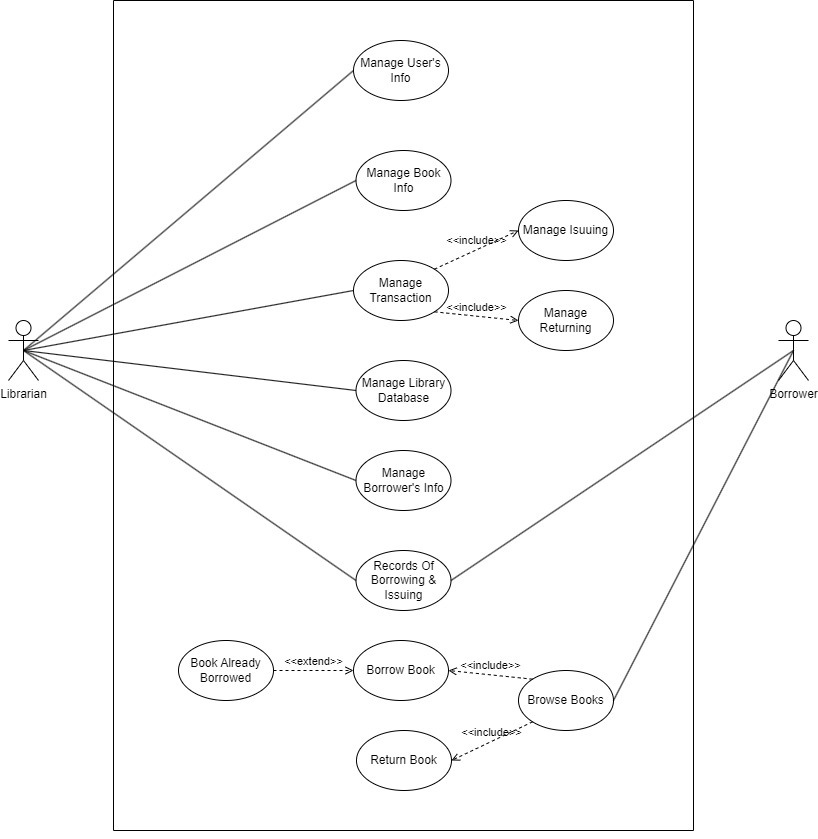 Manage User's
Info
Manage Book
Info
Manage Isuuing
<<include>>
Manage
Transaction
<<include>>
Manage
Returning
Librarian
Borrower
Manage Library
Database
Manage
Borrower's Info
Records Of
Borrowing &
Issuing
Book Already
Borrowed
<<extend>>
Borrow Book
<<include>>
Browse Books
<<include>>
Return Book